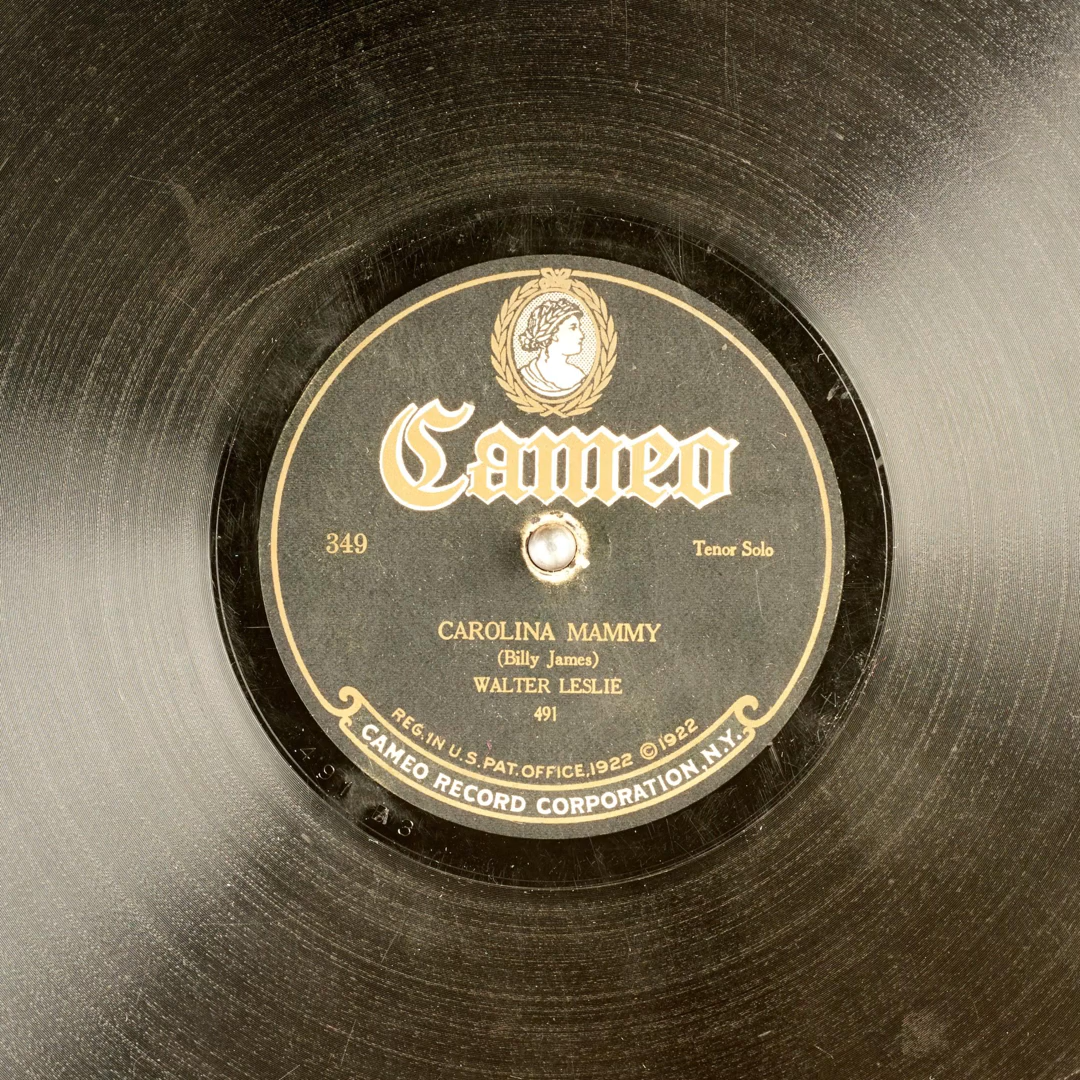 Cameo
349
Tenor Solo
CAROLINA MAMMY
(Billy James)
WALTER LESLIE
491
REG. IN U.S. PAT. OFFICE, 1922 © 1922
CAMEO RECORD CORPORATION, N.Y.
491 A3